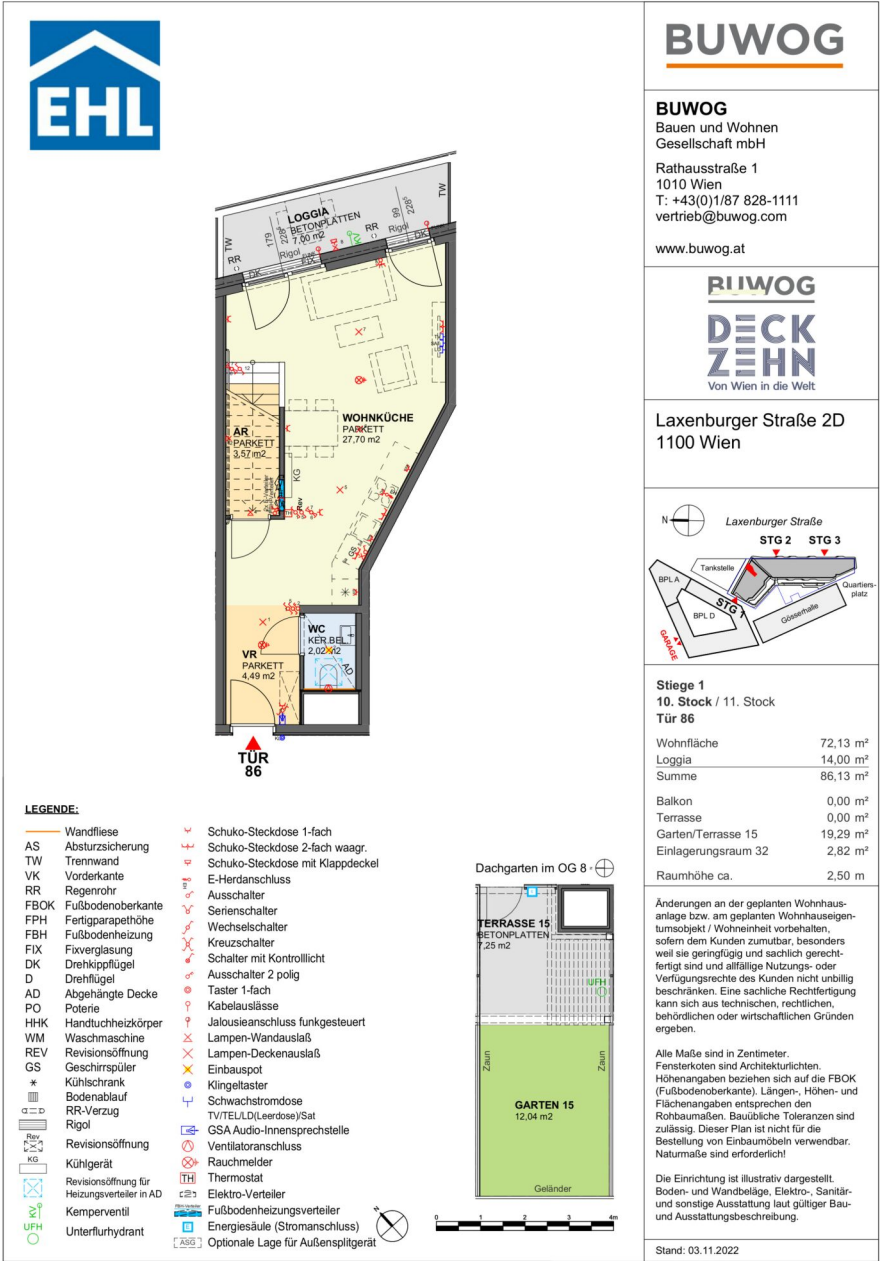 EHL
BUWOG
BUWOG
Bauen und Wohnen
Gesellschaft mbH
Rathausstraße 1
1010 Wien
T: +43(0)1/87 828-1111
vertrieb@buwog.com
www.buwog.at
BUWOG
DECK
ZEHN
Von Wien in die Welt
Laxenburger Straße 2D
1100 Wien
N
Laxenburger Straße
STG 2 STG 3
Tankstelle
BPL A
STG 1
BPL D
Quartiers-
platz
Gösserhalle
GARAGE
Stiege 1
10. Stock / 11. Stock
Tür 86
Wohnfläche 72,13 m²
Loggia 14,00 m²
Summe 86,13 m²
Balkon 0,00 m²
Terrasse 0,00 m²
Garten/Terrasse 15 19,29 m²
Einlagerungsraum 32 2,82 m²
Raumhöhe ca. 2,50 m
Änderungen an der geplanten Wohnhaus-
anlage bzw. am geplanten Wohnhauseigen-
tumsobjekt / Wohneinheit vorbehalten,
sofern dem Kunden zumutbar, besonders
weil sie geringfügig und sachlich gerecht-
fertigt sind und allfällige Nutzungs- oder
Verfügungsrechte des Kunden nicht unbillig
beschränken. Eine sachliche Rechtfertigung
kann sich aus technischen, rechtlichen,
behördlichen oder wirtschaftlichen Gründen
ergeben.
Alle Maße sind in Zentimeter.
Fensterkoten sind Architekturlichten.
Höhenangaben beziehen sich auf die FBOK
(Fußbodenoberkante). Längen-, Höhen- und
Flächenangaben entsprechen den
Rohbaumaßen. Bauübliche Toleranzen sind
zulässig. Dieser Plan ist nicht für die
Bestellung von Einbaumöbeln verwendbar.
Naturmaße sind erforderlich!
Die Einrichtung ist illustrativ dargestellt.
Boden- und Wandbeläge, Elektro-, Sanitär-
und sonstige Ausstattung laut gültiger Bau-
und Ausstattungsbeschreibung.
Stand: 03.11.2022
LOGGIA
BETONPLATTEN
7,00 m2
TW
TW
RR
RR
179
228⁵
99
228⁵
Rigol
Rigol
DK
FIX
DK
KV
WOHNKÜCHE
PARKETT
27,70 m2
AR
PARKETT
3,57 m2
KG
Rev
GS
WC
KER.BEL.
2,02 m2
AD
VR
PARKETT
4,49 m2
TÜR
86
LEGENDE:
Wandfliese
AS Absturzsicherung
TW Trennwand
VK Vorderkante
RR Regenrohr
FBOK Fußbodenoberkante
FPH Fertigparapethöhe
FBH Fußbodenheizung
FIX Fixverglasung
DK Drehkippflügel
D Drehflügel
AD Abgehängte Decke
PO Poterie
HHK Handtuchheizkörper
WM Waschmaschine
REV Revisionsöffnung
GS Geschirrspüler
* Kühlschrank
Bodenablauf
RR-Verzug
Rigol
Rev Revisionsöffnung
KG Kühlgerät
Revisionsöffnung für
Heizungsverteiler in AD
KV Kemperventil
UFH Unterflurhydrant
Schuko-Steckdose 1-fach
Schuko-Steckdose 2-fach waagr.
Schuko-Steckdose mit Klappdeckel
E-Herdanschluss
Ausschalter
Serienschalter
Wechselschalter
Kreuzschalter
Schalter mit Kontrolllicht
Ausschalter 2 polig
Taster 1-fach
Kabelauslässe
Jalousieanschluss funkgesteuert
Lampen-Wandauslaß
Lampen-Deckenauslaß
Einbauspot
Klingeltaster
Schwachstromdose
TV/TEL/LD(Leerdose)/Sat
GSA Audio-Innensprechstelle
Ventilatoranschluss
Rauchmelder
TH Thermostat
Elektro-Verteiler
Fußbodenheizungsverteiler
E Energiesäule (Stromanschluss)
ASG Optionale Lage für Außensplitgerät
N
Dachgarten im OG 8
TERRASSE 15
BETONPLATTEN
7,25 m2
UFH
Zaun
Zaun
GARTEN 15
12,04 m2
Geländer
0 1 2 3 4m